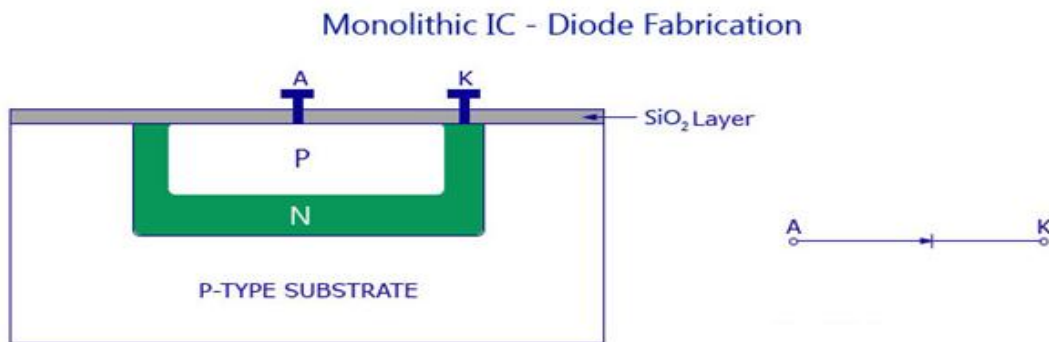 Monolithic IC - Diode Fabrication
A
K
SiO₂ Layer
P
N
A
K
P-TYPE SUBSTRATE